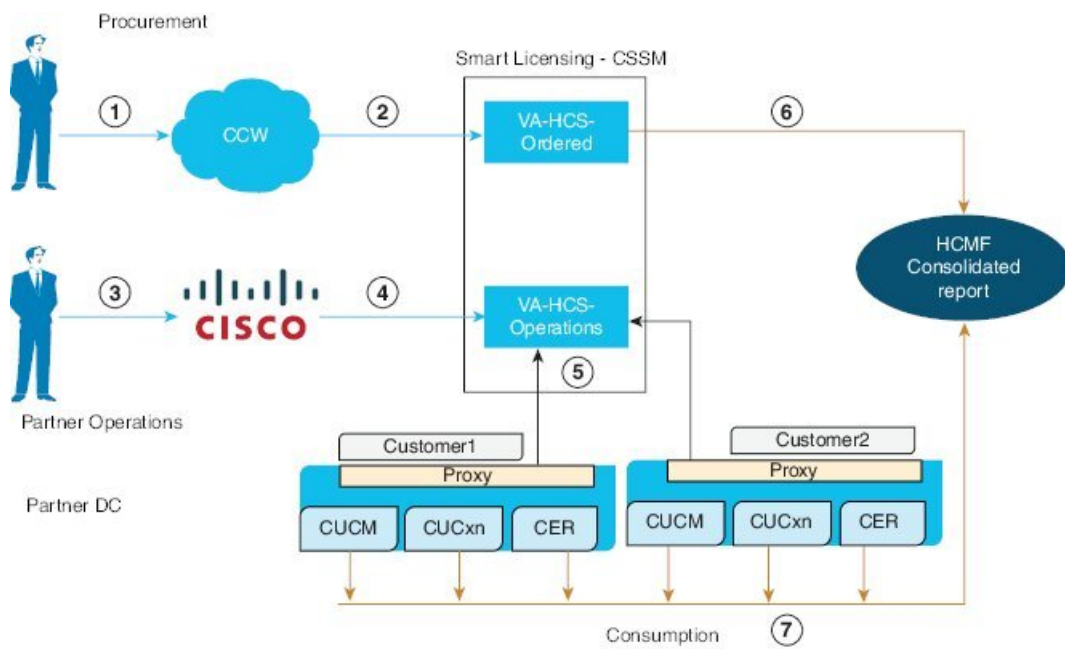 Procurement
Smart Licensing - CSSM
1
2
6
CCW
VA-HCS-
Ordered
HCMF
Consolidated
report
3
4
CISCO
VA-HCS-
Operations
5
Partner Operations
Customer1
Customer2
Proxy
Proxy
Partner DC
CUCM
CUCxn
CER
CUCM
CUCxn
CER
Consumption
7